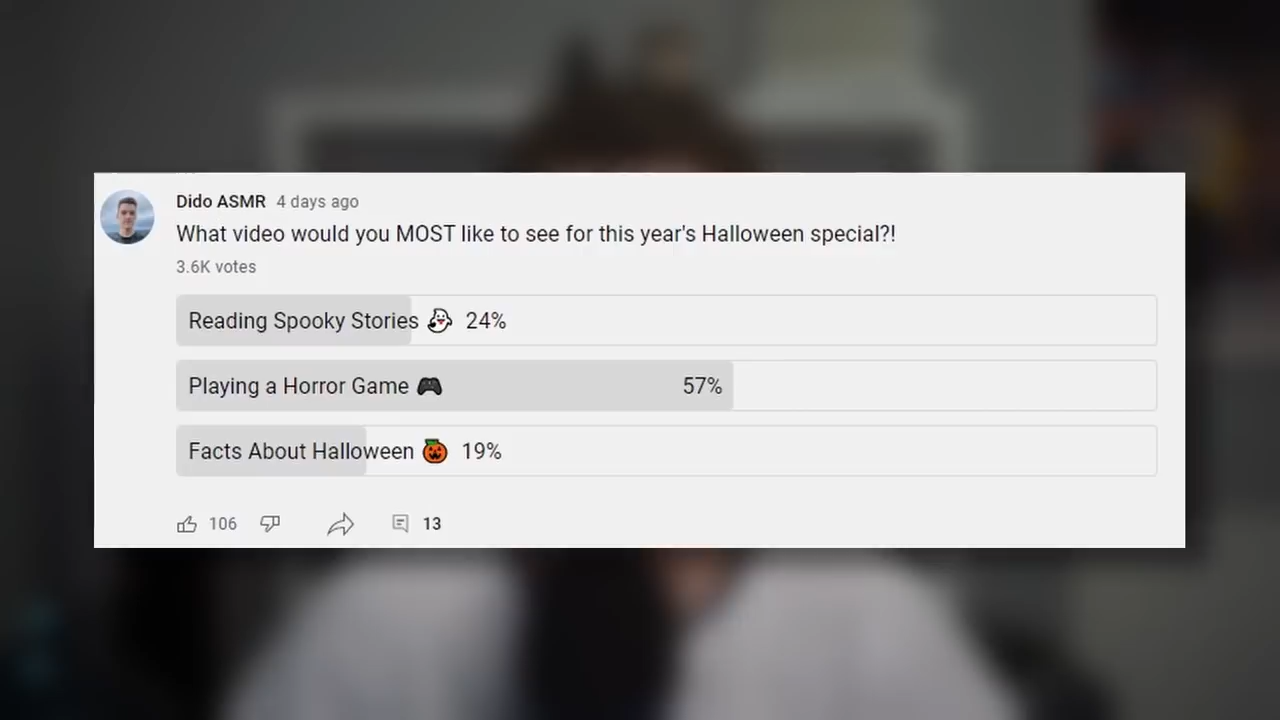 Dido ASMR 4 days ago
What video would you MOST like to see for this year's Halloween special?!
3.6K votes
Reading Spooky Stories 👻 24%
Playing a Horror Game 🎮 57%
Facts About Halloween 🎃 19%
106 13